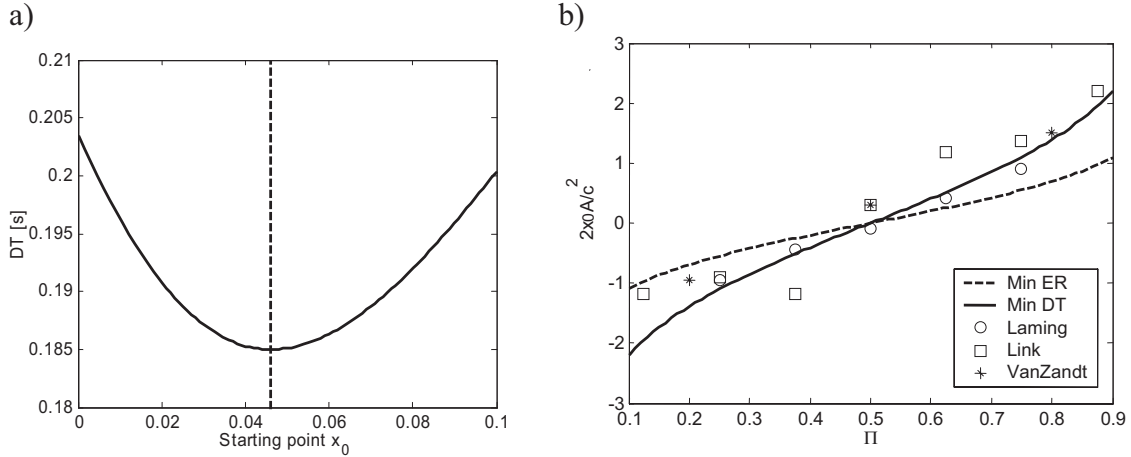 a)
0.21
0.205
0.2
0.195
0.19
0.185
0.18
DT [s]
0 0.02 0.04 0.06 0.08 0.1
Starting point x0
b)
3
2
1
0
-1
-2
-3
2x0A/c2
0.1 0.2 0.3 0.4 0.5 0.6 0.7 0.8 0.9
Π
Min ER
Min DT
Laming
Link
VanZandt